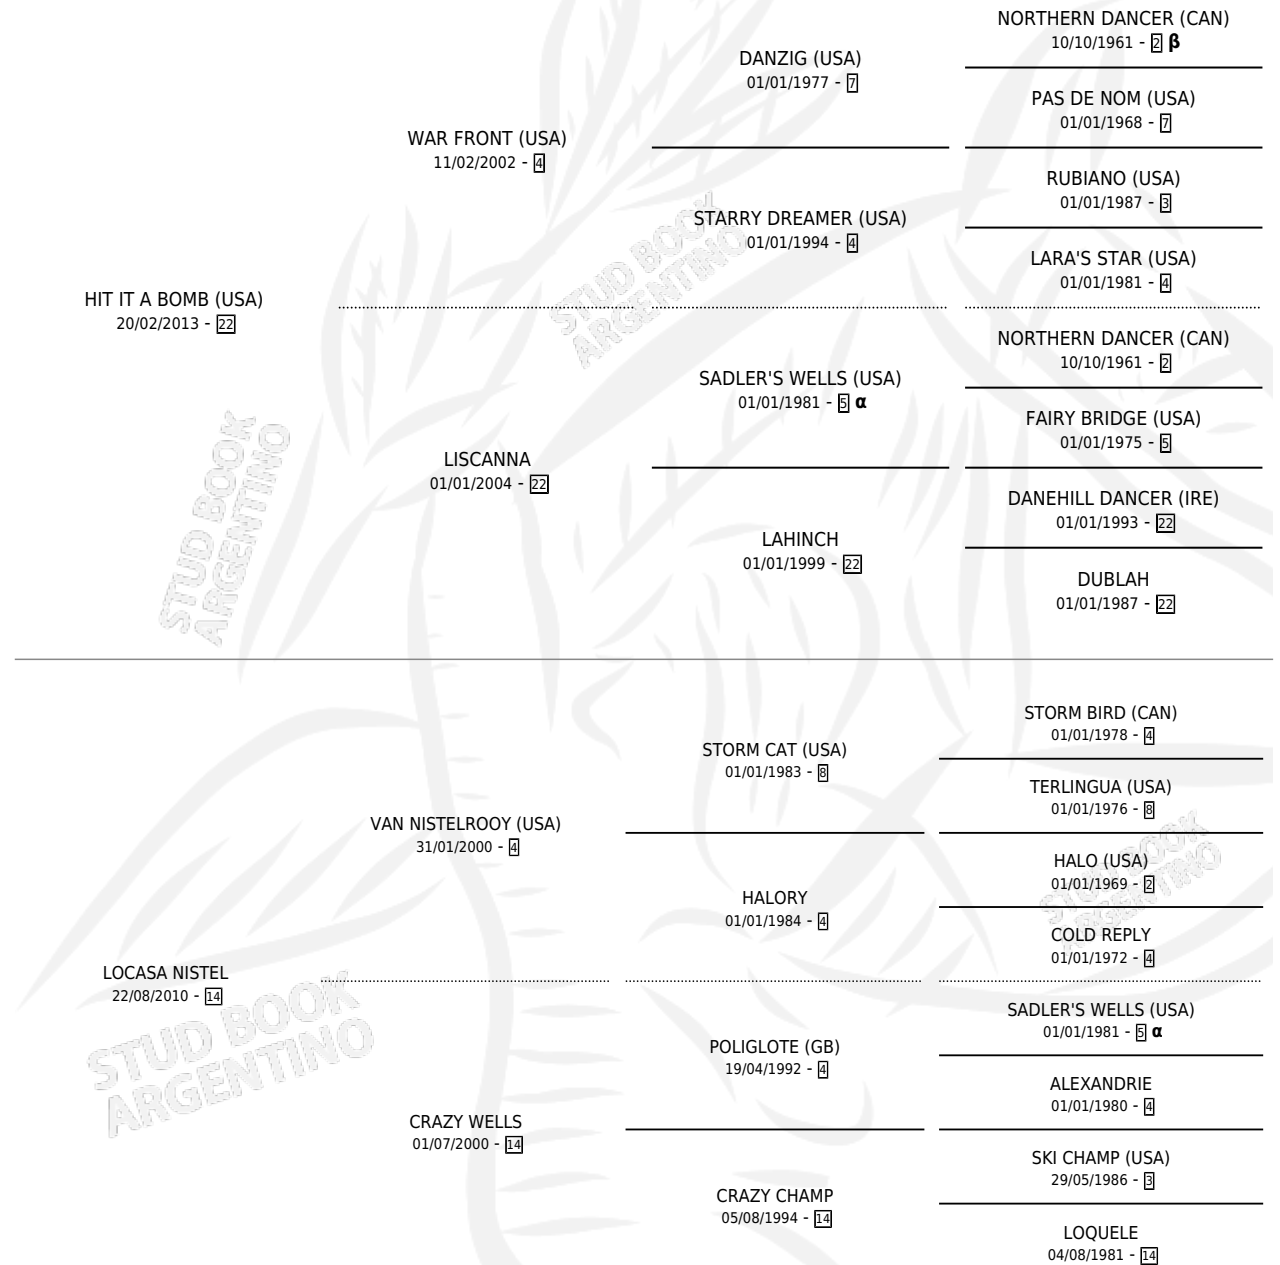 NORTHERN DANCER (CAN)
10/10/1961 - 2 β
DANZIG (USA)
01/01/1977 - 7
PAS DE NOM (USA)
01/01/1968 - 7
WAR FRONT (USA)
11/02/2002 - 4
RUBIANO (USA)
01/01/1987 - 3
STARRY DREAMER (USA)
01/01/1994 - 4
LARA'S STAR (USA)
01/01/1981 - 4
HIT IT A BOMB (USA)
20/02/2013 - 22
NORTHERN DANCER (CAN)
10/10/1961 - 2
SADLER'S WELLS (USA)
01/01/1981 - 5 α
FAIRY BRIDGE (USA)
01/01/1975 - 5
LISCANNA
01/01/2004 - 22
DANEHILL DANCER (IRE)
01/01/1993 - 22
LAHINCH
01/01/1999 - 22
DUBLAH
01/01/1987 - 22
STORM BIRD (CAN)
01/01/1978 - 4
STORM CAT (USA)
01/01/1983 - 8
TERLINGUA (USA)
01/01/1976 - 8
VAN NISTELROOY (USA)
31/01/2000 - 4
HALO (USA)
01/01/1969 - 2
HALORY
01/01/1984 - 4
COLD REPLY
01/01/1972 - 4
LOCASA NISTEL
22/08/2010 - 14
SADLER'S WELLS (USA)
01/01/1981 - 5 α
POLIGLOTE (GB)
19/04/1992 - 4
ALEXANDRIE
01/01/1980 - 4
CRAZY WELLS
01/07/2000 - 14
SKI CHAMP (USA)
29/05/1986 - 3
CRAZY CHAMP
05/08/1994 - 14
LOQUELE
04/08/1981 - 14
STUD BOOK
ARGENTINO
STUD BOOK
ARGENTINO
STUD BOOK
ARGENTINO
STUD BOOK
ARGENTINO